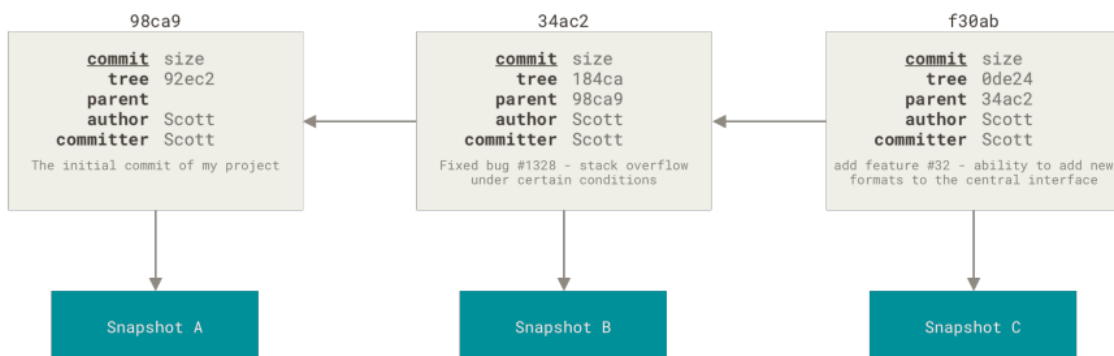 98ca9
commit size
tree 92ec2
parent
author Scott
committer Scott
The initial commit of my project
Snapshot A
34ac2
commit size
tree 184ca
parent 98ca9
author Scott
committer Scott
Fixed bug #1328 - stack overflow
under certain conditions
Snapshot B
f30ab
commit size
tree 0de24
parent 34ac2
author Scott
committer Scott
add feature #32 - ability to add new
formats to the central interface
Snapshot C